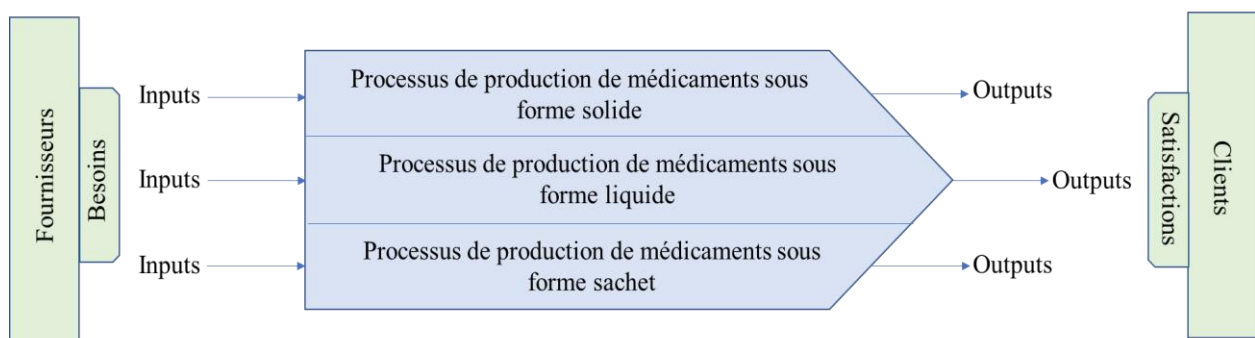 Fournisseurs
Besoins
Inputs
Processus de production de médicaments sous
forme solide
Outputs
Inputs
Processus de production de médicaments sous
forme liquide
Outputs
Inputs
Processus de production de médicaments sous
forme sachet
Outputs
Satisfactions
Clients